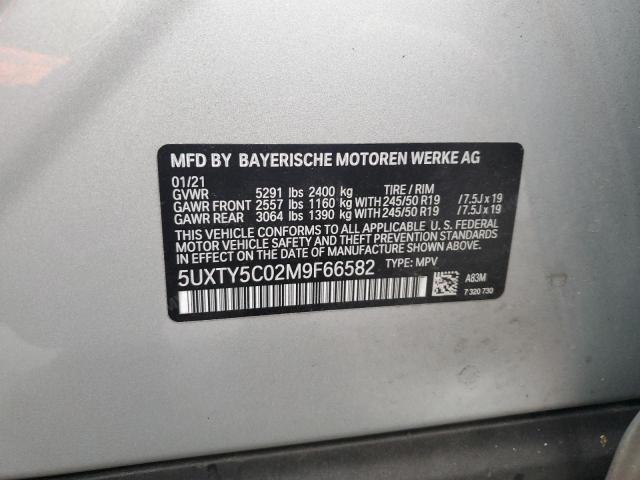 MFD BY BAYERISCHE MOTOREN WERKE AG
01/21
GVWR 5291 lbs 2400 kg TIRE / RIM
GAWR FRONT 2557 lbs 1160 kg WITH 245/50 R19 /7.5J x 19
GAWR REAR 3064 lbs 1390 kg WITH 245/50 R19 /7.5J x 19
THIS VEHICLE CONFORMS TO ALL APPLICABLE U.S. FEDERAL
MOTOR VEHICLE SAFETY AND THEFT PREVENTION STANDARDS
IN EFFECT ON THE DATE OF MANUFACTURE SHOWN ABOVE.
5UXTY5C02M9F66582 TYPE: MPV
A83M
7 320 730